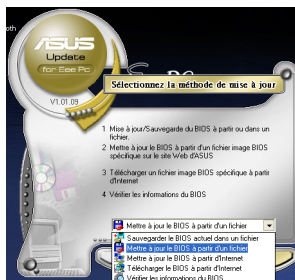 oth
ASUS
Update
for Eee Pc
V1.01.09
Sélectionnez la méthode de mise à jour
1 Mise à jour/Sauvegarde du BIOS à partir ou dans un
fichier.
2 Mettre à jour le BIOS à partir d'un fichier image BIOS
spécifique sur le site Web d'ASUS
3 Télécharger un fichier image BIOS spécifique à partir
d'Internet
4 Vérifier les informations du BIOS
Mettre à jour le BIOS à partir d'un fichier
Sauvegarder le BIOS actuel dans un fichier
Mettre à jour le BIOS à partir d'un fichier
Mettre à jour le BIOS à partir d'Internet
Télécharger le BIOS à partir d'Internet
Vérifier les informations du BIOS